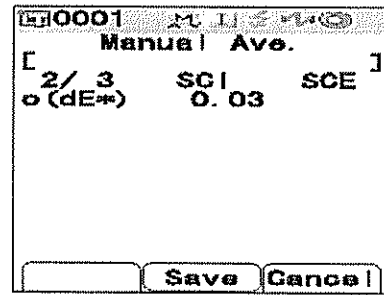 0001
Manual Ave.
[ ]
2/ 3 SCI SCE
σ(dE*) 0.03
Save Cancel